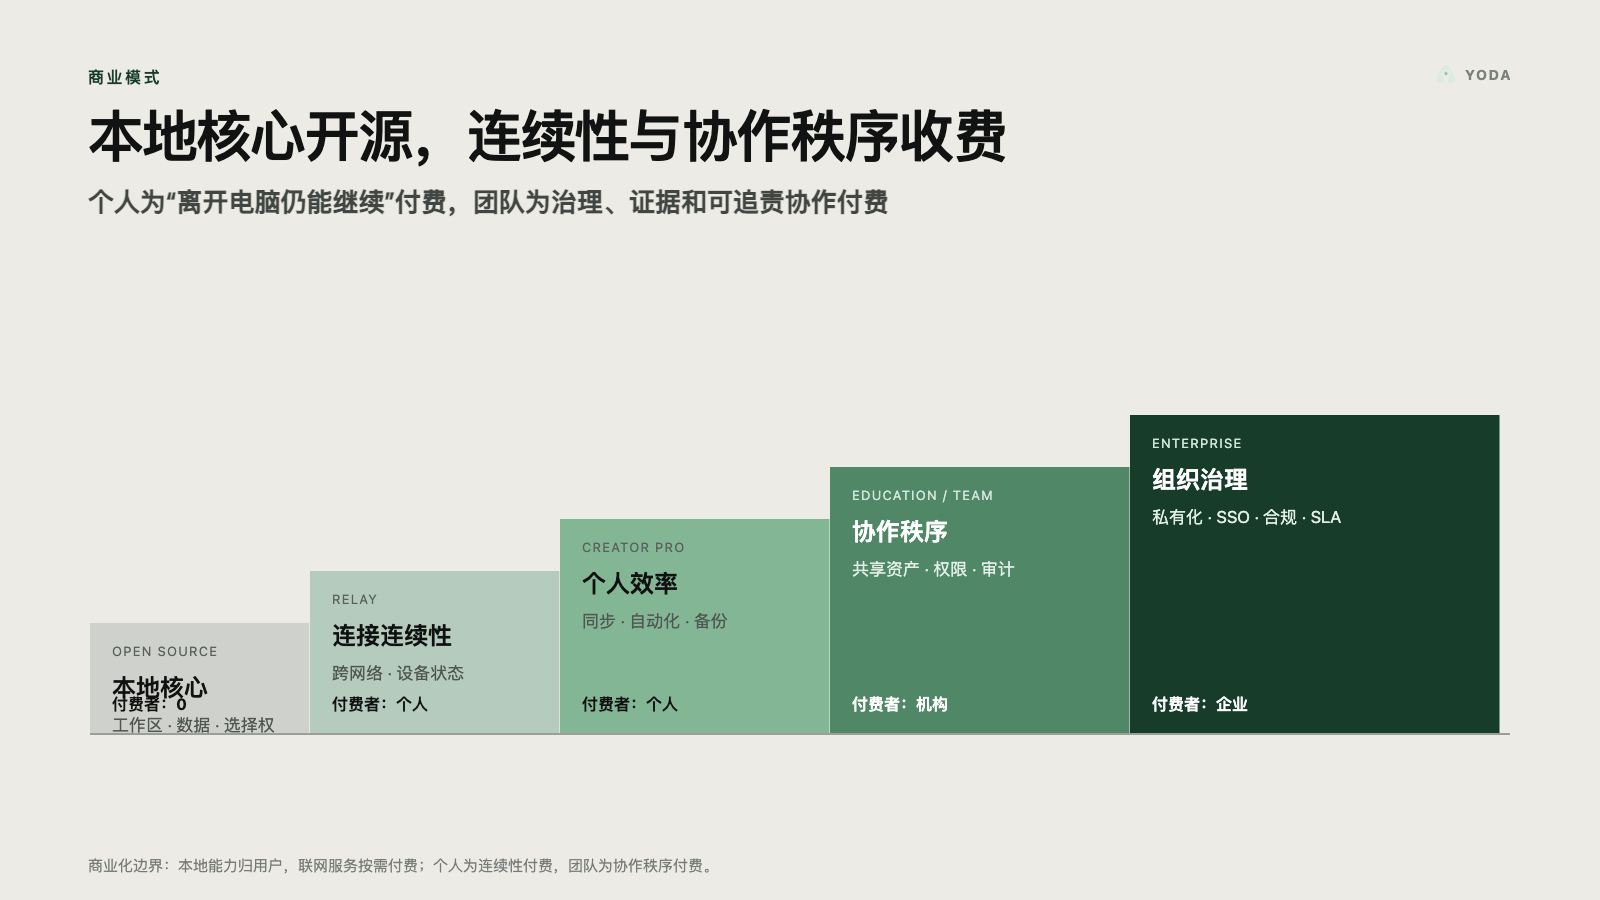 商业模式
YODA
本地核心开源，连续性与协作秩序收费
个人为“离开电脑仍能继续”付费，团队为治理、证据和可追责协作付费
OPEN SOURCE
本地核心
付费者：0
工作区 · 数据 · 选择权
RELAY
连接连续性
跨网络 · 设备状态
付费者：个人
CREATOR PRO
个人效率
同步 · 自动化 · 备份
付费者：个人
EDUCATION / TEAM
协作秩序
共享资产 · 权限 · 审计
付费者：机构
ENTERPRISE
组织治理
私有化 · SSO · 合规 · SLA
付费者：企业
商业化边界：本地能力归用户，联网服务按需付费；个人为连续性付费，团队为协作秩序付费。